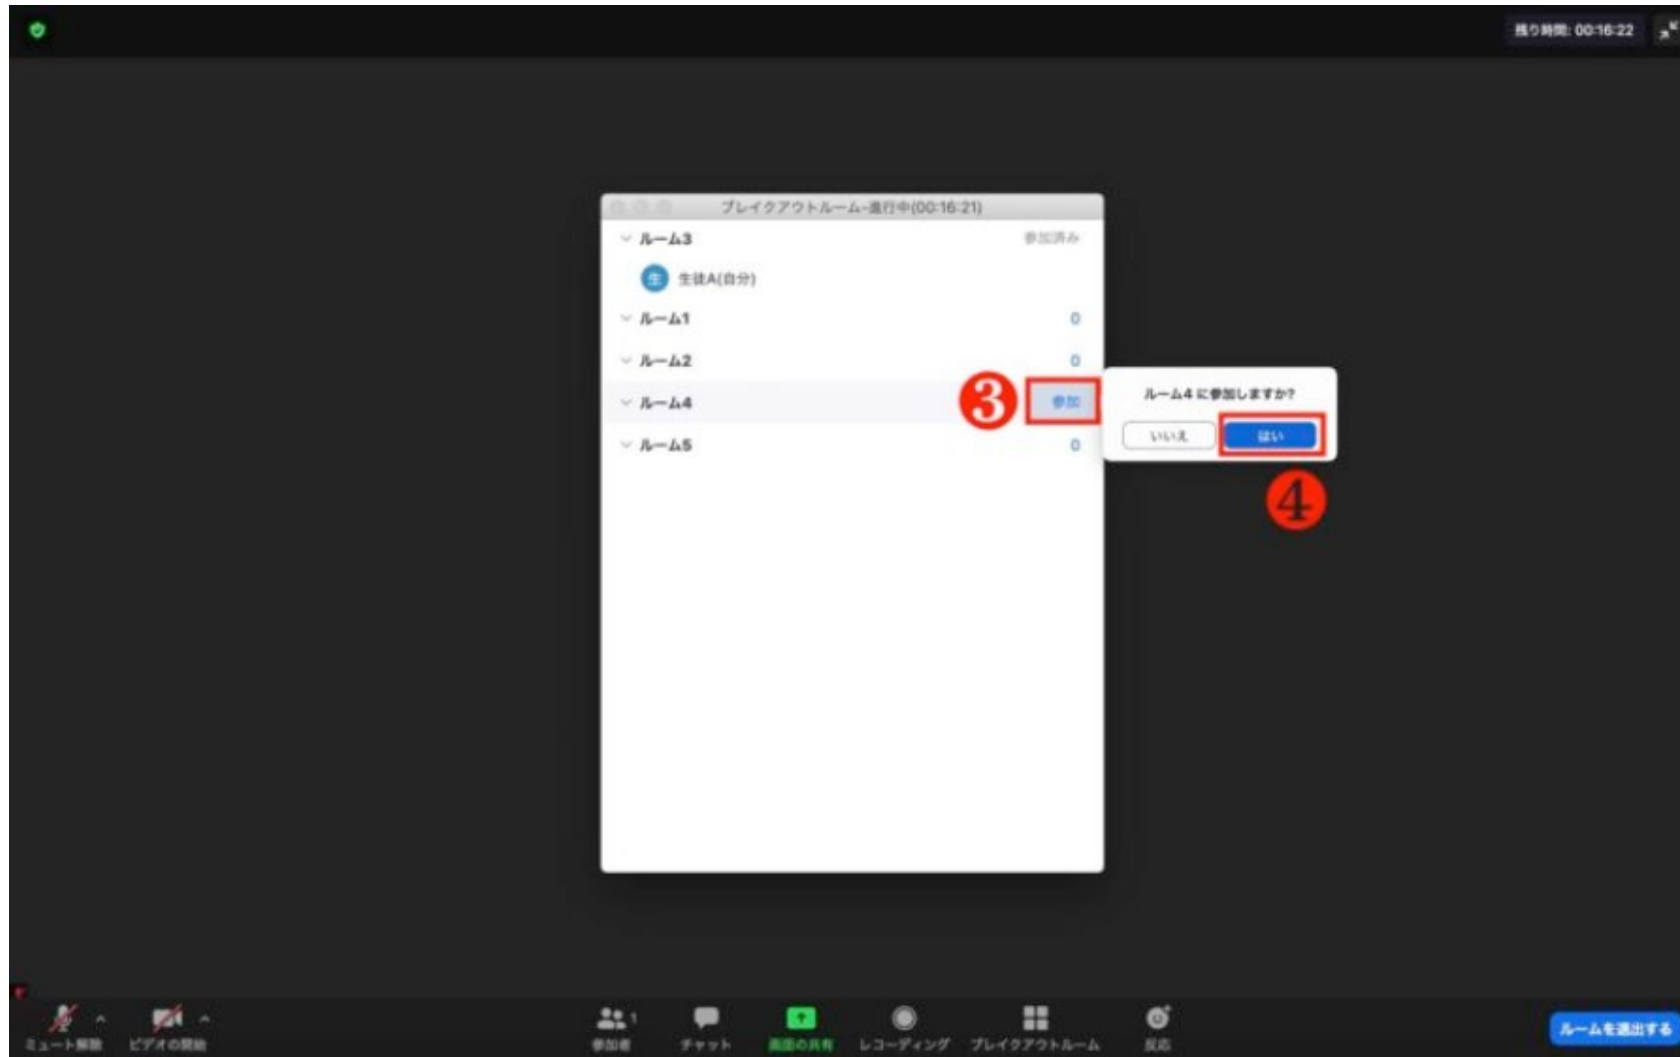 残り時間: 00:16:22
ブレイクアウトルーム-進行中(00:16:21)
ルーム3 参加済み
生 生徒A(自分)
ルーム1 0
ルーム2 0
ルーム4 ❸ 参加
ルーム5 0
ルーム4 に参加しますか?
いいえ はい
❹
ミュート解除 ビデオの開始 参加者 1 チャット 画面の共有 レコーディング ブレイクアウトルーム 反応 ルームを退出する